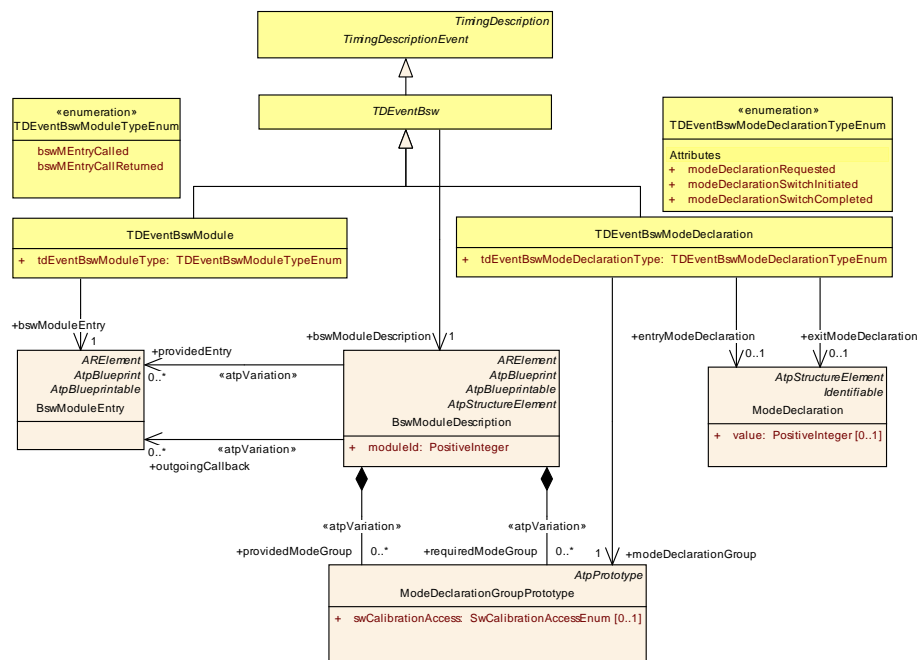 TimingDescription
TimingDescriptionEvent
TDEventBsw
«enumeration»
TDEventBswModuleTypeEnum
bswMEntryCalled
bswMEntryCallReturned
«enumeration»
TDEventBswModeDeclarationTypeEnum
Attributes
+ modeDeclarationRequested
+ modeDeclarationSwitchInitiated
+ modeDeclarationSwitchCompleted
TDEventBswModule
+ tdEventBswModuleType: TDEventBswModuleTypeEnum
TDEventBswModeDeclaration
+ tdEventBswModeDeclarationType: TDEventBswModeDeclarationTypeEnum
+bswModuleEntry
1
+bswModuleDescription
1
+entryModeDeclaration
0..1
+exitModeDeclaration
0..1
ARElement
AtpBlueprint
AtpBlueprintable
BswModuleEntry
+providedEntry
0..*
«atpVariation»
«atpVariation»
0..*
+outgoingCallback
ARElement
AtpBlueprint
AtpBlueprintable
AtpStructureElement
BswModuleDescription
+ moduleId: PositiveInteger
AtpStructureElement
Identifiable
ModeDeclaration
+ value: PositiveInteger [0..1]
«atpVariation»
+providedModeGroup
0..*
«atpVariation»
+requiredModeGroup
0..*
1
+modeDeclarationGroup
AtpPrototype
ModeDeclarationGroupPrototype
+ swCalibrationAccess: SwCalibrationAccessEnum [0..1]